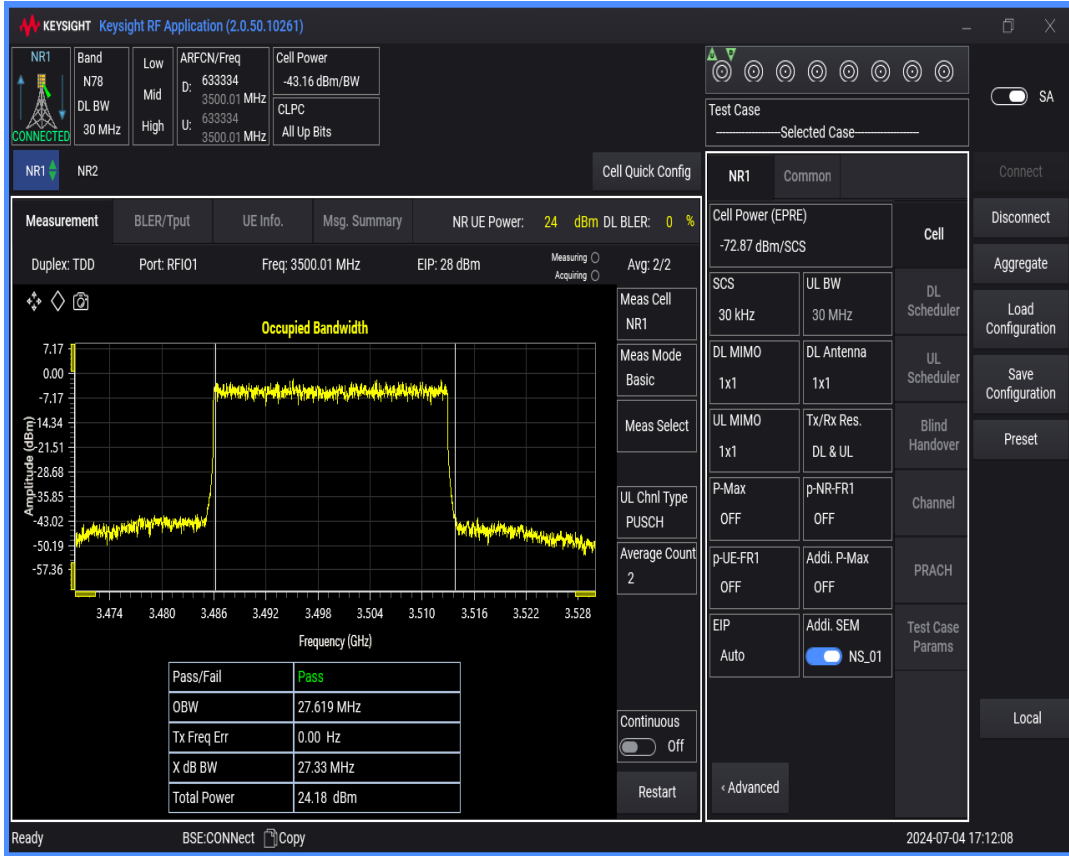 KEYSIGHT Keysight RF Application (2.0.50.10261)
NR1
CONNECTED
Band
N78
DL BW
30 MHz
Low
Mid
High
ARFCN/Freq
D: 633334
3500.01 MHz
U: 633334
3500.01 MHz
Cell Power
-43.16 dBm/BW
CLPC
All Up Bits
Test Case
--------------------Selected Case------------------
SA
NR1 NR2 Cell Quick Config
Measurement BLER/Tput UE Info. Msg. Summary NR UE Power: 24 dBm DL BLER: 0 %
Duplex: TDD Port: RFIO1 Freq: 3500.01 MHz EIP: 28 dBm Measuring Avg: 2/2
Acquiring
Occupied Bandwidth
7.17
0.00
-7.17
-14.34
-21.51
-28.68
-35.85
-43.02
-50.19
-57.36
Amplitude (dBm)
3.474 3.480 3.486 3.492 3.498 3.504 3.510 3.516 3.522 3.528
Frequency (GHz)
Pass/Fail Pass
OBW 27.619 MHz
Tx Freq Err 0.00 Hz
X dB BW 27.33 MHz
Total Power 24.18 dBm
Meas Cell
NR1
Meas Mode
Basic
Meas Select
UL Chnl Type
PUSCH
Average Count
2
Continuous
Off
Restart
NR1 Common
Cell Power (EPRE)
-72.87 dBm/SCS
SCS UL BW
30 kHz 30 MHz
DL MIMO DL Antenna
1x1 1x1
UL MIMO Tx/Rx Res.
1x1 DL & UL
P-Max p-NR-FR1
OFF OFF
p-UE-FR1 Addi. P-Max
OFF OFF
EIP Addi. SEM
Auto NS_01
‹ Advanced
Cell
DL
Scheduler
UL
Scheduler
Blind
Handover
Channel
PRACH
Test Case
Params
Connect
Disconnect
Aggregate
Load
Configuration
Save
Configuration
Preset
Local
Ready BSE:CONNect Copy 2024-07-04 17:12:08